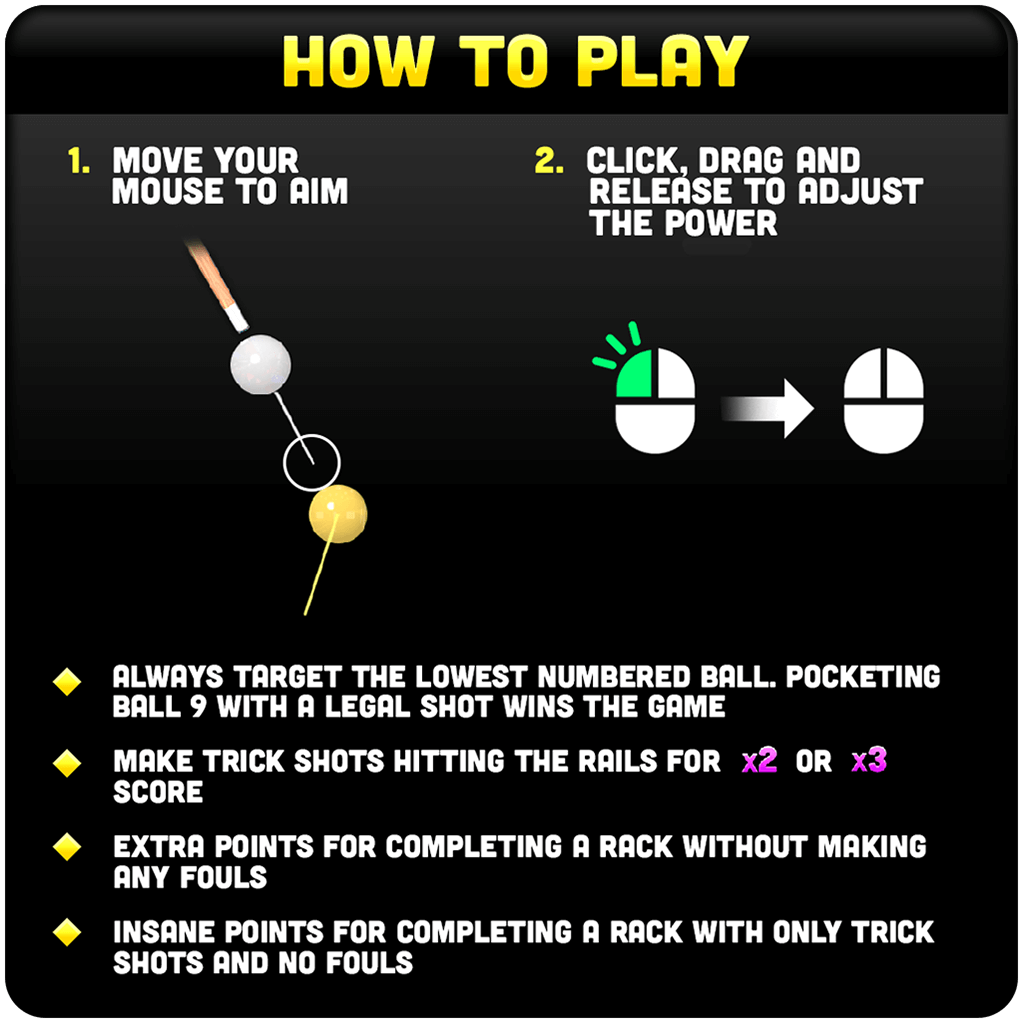 HOW TO PLAY
1. MOVE YOUR
MOUSE TO AIM
2. CLICK, DRAG AND
RELEASE TO ADJUST
THE POWER
ALWAYS TARGET THE LOWEST NUMBERED BALL. POCKETING
BALL 9 WITH A LEGAL SHOT WINS THE GAME
MAKE TRICK SHOTS HITTING THE RAILS FOR x2 OR x3
SCORE
EXTRA POINTS FOR COMPLETING A RACK WITHOUT MAKING
ANY FOULS
INSANE POINTS FOR COMPLETING A RACK WITH ONLY TRICK
SHOTS AND NO FOULS